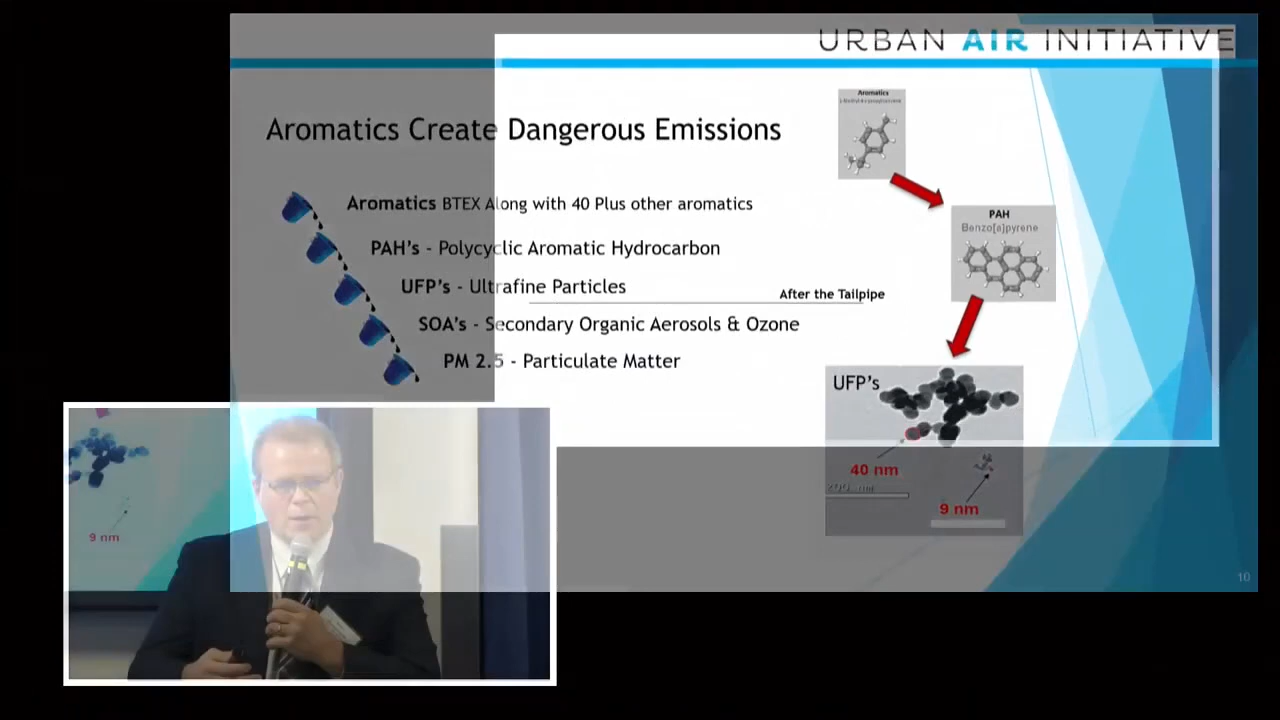 URBAN AIR INITIATIVE
Aromatics Create Dangerous Emissions
Aromatics
Aromatics BTEX Along with 40 Plus other aromatics
PAH
Benzo[a]pyrene
PAH's - Polycyclic Aromatic Hydrocarbon
UFP's - Ultrafine Particles
After the Tailpipe
SOA's - Secondary Organic Aerosols & Ozone
PM 2.5 - Particulate Matter
UFP's
40 nm
200 nm
9 nm
9 nm
10